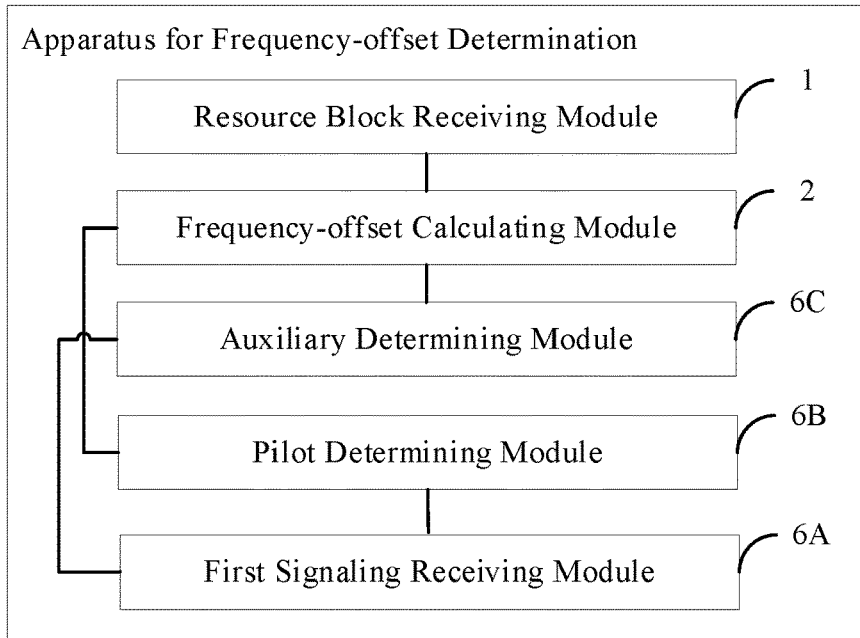 Apparatus for Frequency-offset Determination
1
Resource Block Receiving Module
2
Frequency-offset Calculating Module
6C
Auxiliary Determining Module
6B
Pilot Determining Module
6A
First Signaling Receiving Module